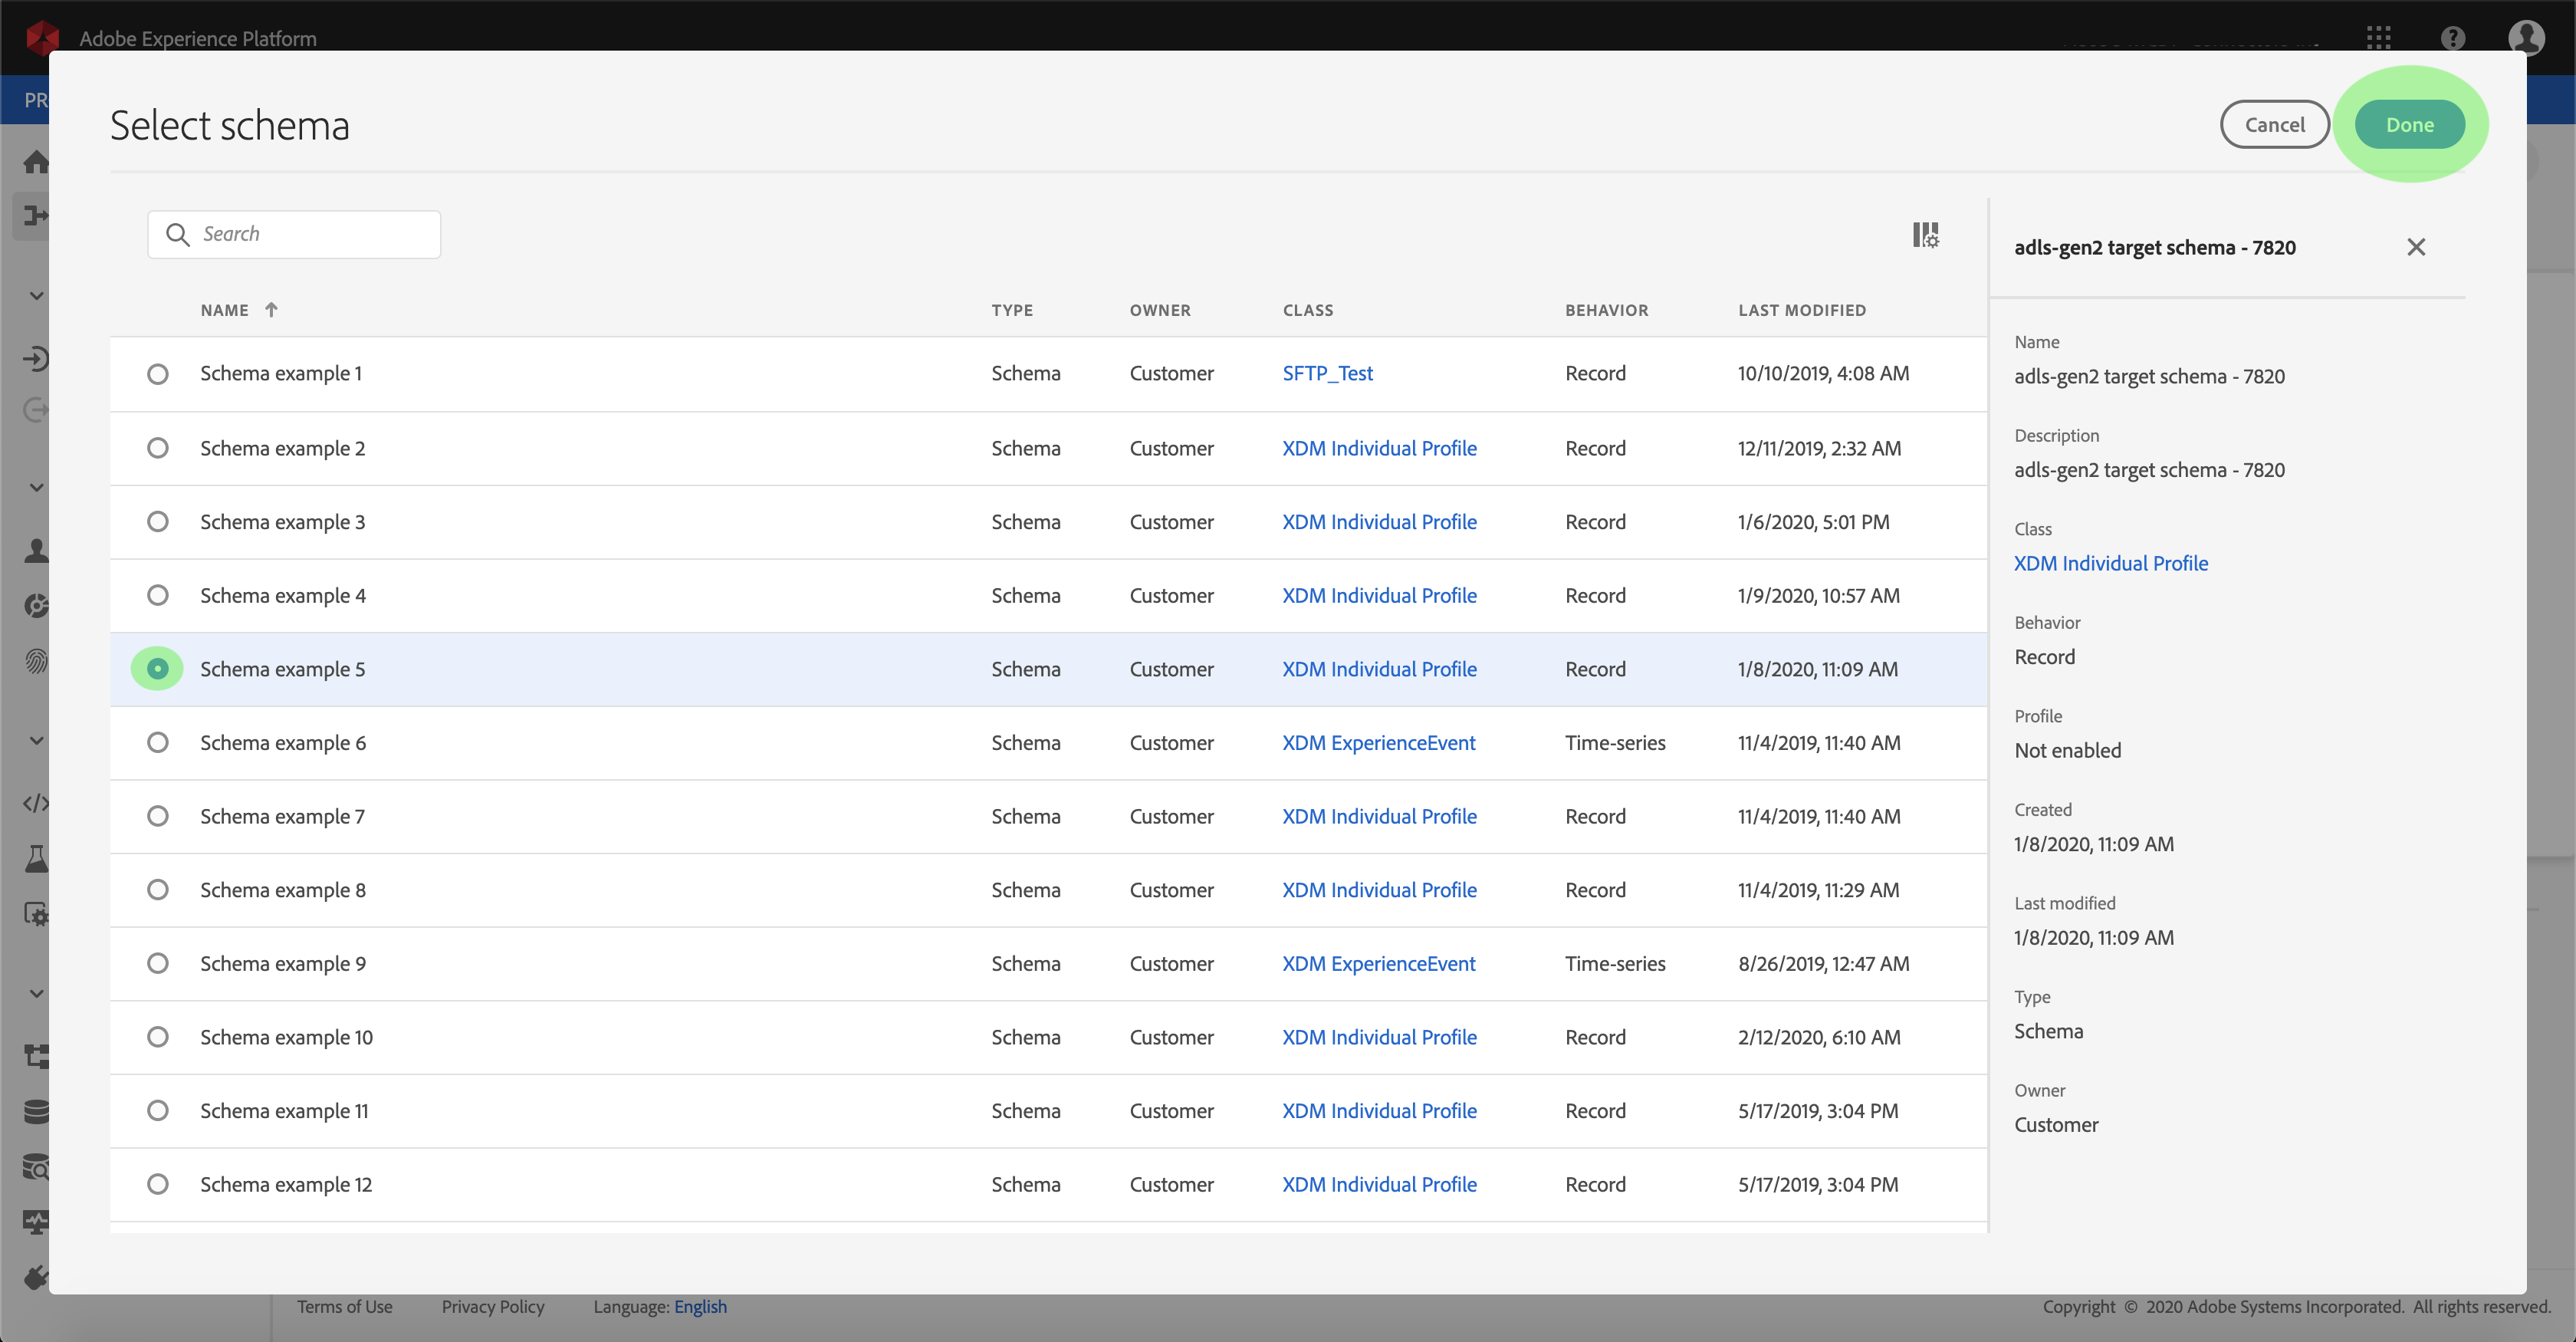 Adobe Experience Platform
PR
Select schema
Cancel
Done
Search
adls-gen2 target schema - 7820
NAME TYPE OWNER CLASS BEHAVIOR LAST MODIFIED
Schema example 1 Schema Customer SFTP_Test Record 10/10/2019, 4:08 AM
Schema example 2 Schema Customer XDM Individual Profile Record 12/11/2019, 2:32 AM
Schema example 3 Schema Customer XDM Individual Profile Record 1/6/2020, 5:01 PM
Schema example 4 Schema Customer XDM Individual Profile Record 1/9/2020, 10:57 AM
Schema example 5 Schema Customer XDM Individual Profile Record 1/8/2020, 11:09 AM
Schema example 6 Schema Customer XDM ExperienceEvent Time-series 11/4/2019, 11:40 AM
Schema example 7 Schema Customer XDM Individual Profile Record 11/4/2019, 11:40 AM
Schema example 8 Schema Customer XDM Individual Profile Record 11/4/2019, 11:29 AM
Schema example 9 Schema Customer XDM ExperienceEvent Time-series 8/26/2019, 12:47 AM
Schema example 10 Schema Customer XDM Individual Profile Record 2/12/2020, 6:10 AM
Schema example 11 Schema Customer XDM Individual Profile Record 5/17/2019, 3:04 PM
Schema example 12 Schema Customer XDM Individual Profile Record 5/17/2019, 3:04 PM
Name
adls-gen2 target schema - 7820
Description
adls-gen2 target schema - 7820
Class
XDM Individual Profile
Behavior
Record
Profile
Not enabled
Created
1/8/2020, 11:09 AM
Last modified
1/8/2020, 11:09 AM
Type
Schema
Owner
Customer
Terms of Use Privacy Policy Language: English
Copyright © 2020 Adobe Systems Incorporated. All rights reserved.